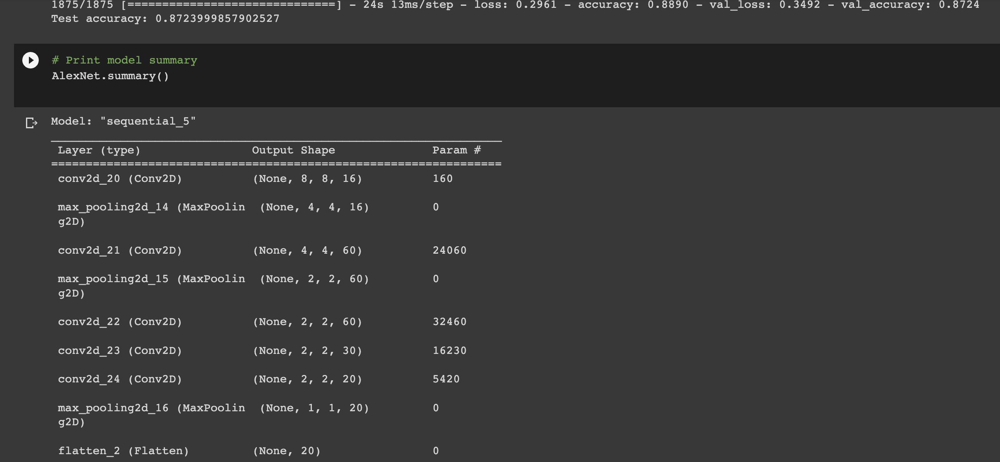 1875/1875 [==============================] - 24s 13ms/step - loss: 0.2961 - accuracy: 0.8890 - val_loss: 0.3492 - val_accuracy: 0.8724
Test accuracy: 0.8723999857902527
# Print model summary
AlexNet.summary()
Model: "sequential_5"
_________________________________________________________________
Layer (type) Output Shape Param #
=================================================================
conv2d_20 (Conv2D) (None, 8, 8, 16) 160
max_pooling2d_14 (MaxPoolin (None, 4, 4, 16) 0
g2D)
conv2d_21 (Conv2D) (None, 4, 4, 60) 24060
max_pooling2d_15 (MaxPoolin (None, 2, 2, 60) 0
g2D)
conv2d_22 (Conv2D) (None, 2, 2, 60) 32460
conv2d_23 (Conv2D) (None, 2, 2, 30) 16230
conv2d_24 (Conv2D) (None, 2, 2, 20) 5420
max_pooling2d_16 (MaxPoolin (None, 1, 1, 20) 0
g2D)
flatten_2 (Flatten) (None, 20) 0